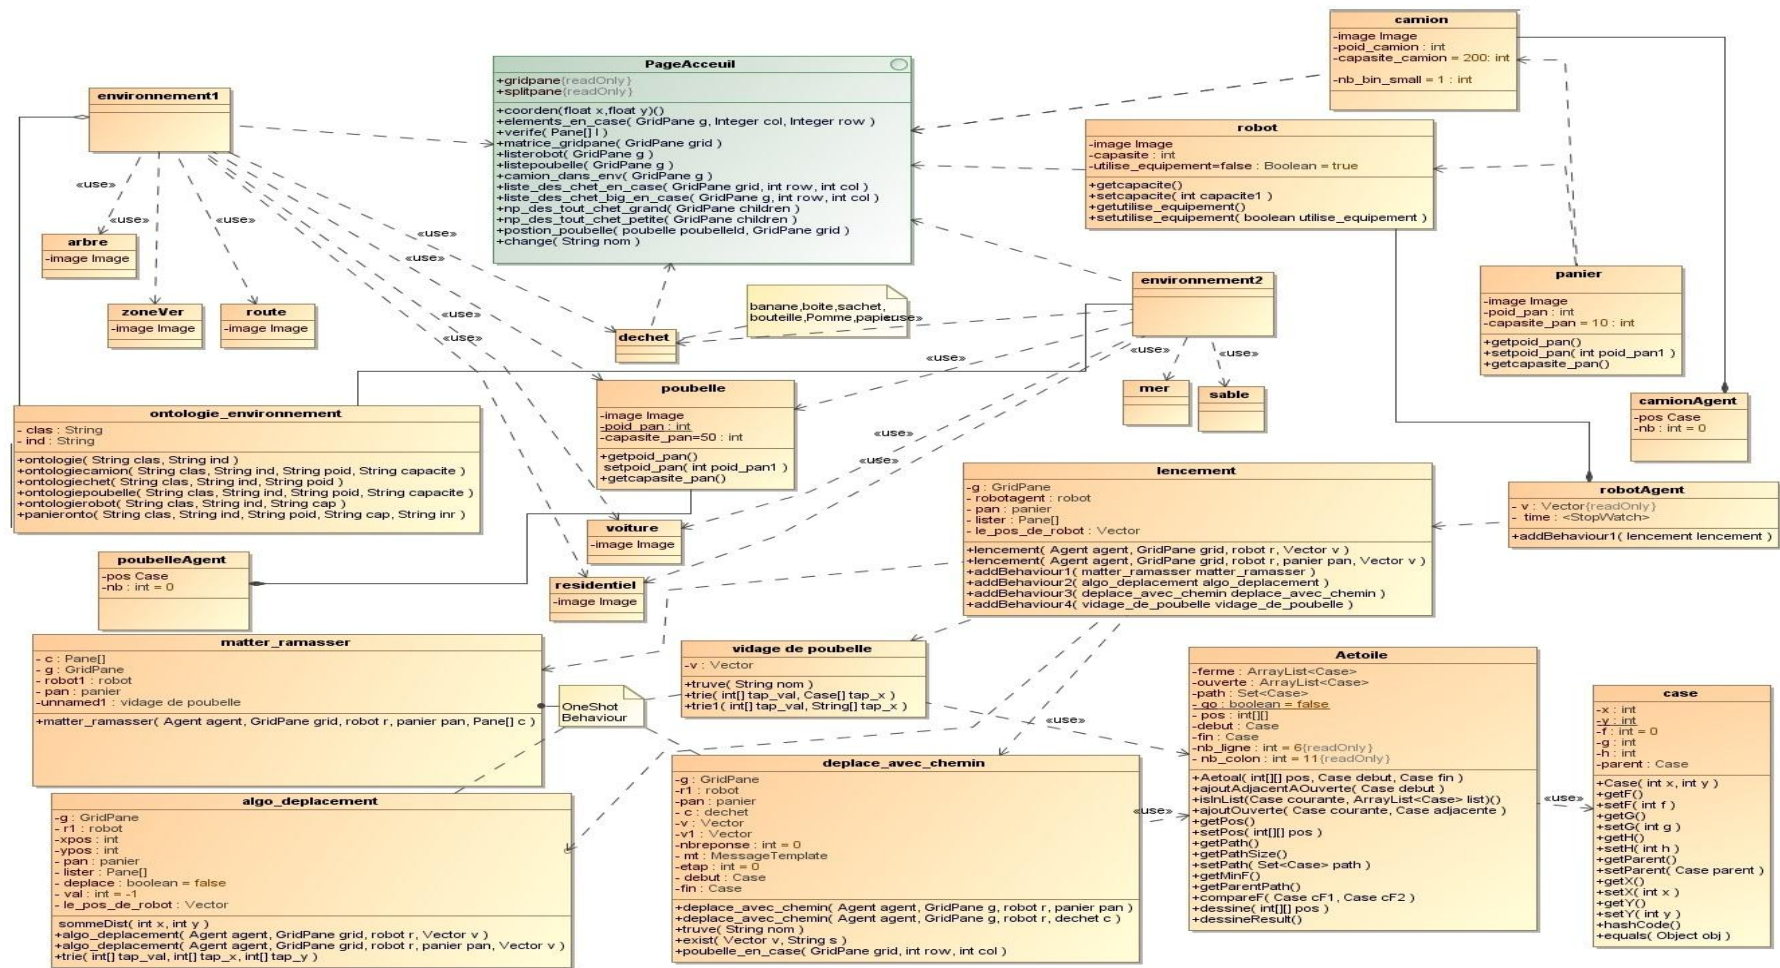 camion
-image Image
-poid_camion : int
-capasite_camion = 200: int
-nb_bin_small = 1 : int
PageAcceuil
+gridpane{readOnly}
+splitpane{readOnly}
+coorden(float x,float y)()
+elements_en_case( GridPane g, Integer col, Integer row )
+verife( Pane[] l )
+matrice_gridpane( GridPane grid )
+listerobot( GridPane g )
+listepoubelle( GridPane g )
+camion_dans_env( GridPane g )
+liste_des_chet_en_case( GridPane grid, int row, int col )
+liste_des_chet_big_en_case( GridPane g, int row, int col )
+np_des_tout_chet_grand( GridPane children )
+np_des_tout_chet_petite( GridPane children )
+postion_poubelle( poubelle poubelleId, GridPane grid )
+change( String nom )
environnement1
robot
-image Image
-capasite : int
-utilise_equipement=false : Boolean = true
+getcapacite()
+setcapacite( int capacite1 )
+getutilise_equipement()
+setutilise_equipement( boolean utilise_equipement )
«use»
«use»
«use»
«use»
«use»
«use»
arbre
-image Image
zoneVer
-image Image
route
-image Image
environnement2
panier
-image Image
-poid_pan : int
-capasite_pan = 10 : int
+getpoid_pan()
+setpoid_pan( int poid_pan1 )
+getcapasite_pan()
banane,boite,sachet,
bouteille,Pomme,papier
«use»
dechet
«use»
«use»
«use»
«use»
«use»
mer
sable
poubelle
-image Image
-poid_pan : int
-capasite_pan=50 : int
+getpoid_pan()
setpoid_pan( int poid_pan1 )
+getcapasite_pan()
camionAgent
-pos Case
-nb : int = 0
ontologie_environnement
- clas : String
- ind : String
+ontologie( String clas, String ind )
+ontologiecamion( String clas, String ind, String poid, String capacite )
+ontologiechet( String clas, String ind, String poid )
+ontologiepoubelle( String clas, String ind, String poid, String capacite )
+ontologierobot( String clas, String ind, String cap )
+panieronto( String clas, String ind, String poid, String cap, String inr )
lencement
-g : GridPane
- robotagent : robot
- pan : panier
- lister : Pane[]
- le_pos_de_robot : Vector
+lencement( Agent agent, GridPane grid, robot r, Vector v )
+lencement( Agent agent, GridPane grid, robot r, panier pan, Vector v )
+addBehaviour1( matter_ramasser matter_ramasser )
+addBehaviour2( algo_deplacement algo_deplacement )
+addBehaviour3( deplace_avec_chemin deplace_avec_chemin )
+addBehaviour4( vidage_de_poubelle vidage_de_poubelle )
robotAgent
- v : Vector{readOnly}
- time : <StopWatch>
+addBehaviour1( lencement lencement )
voiture
-image Image
poubelleAgent
-pos Case
-nb : int = 0
residentiel
-image Image
matter_ramasser
- c : Pane[]
- g : GridPane
- robot1 : robot
- pan : panier
-unnamed1 : vidage de poubelle
+matter_ramasser( Agent agent, GridPane grid, robot r, panier pan, Pane[] c )
OneShot
Behaviour
vidage de poubelle
-v : Vector
+truve( String nom )
+trie( int[] tap_val, Case[] tap_x )
+trie1( int[] tap_val, String[] tap_x )
«use»
«use»
«use»
Aetoile
-ferme : ArrayList<Case>
-ouverte : ArrayList<Case>
-path : Set<Case>
- go : boolean = false
- pos : int[][]
-debut : Case
-fin : Case
-nb_ligne : int = 6{readOnly}
- nb_colon : int = 11{readOnly}
+Aetoal( int[][] pos, Case debut, Case fin )
+ajoutAdjacentAOuverte( Case debut )
+isInList(Case courante, ArrayList<Case> list)()
+ajoutOuverte( Case courante, Case adjacente )
+getPos()
+setPos( int[][] pos )
+getPath()
+getPathSize()
+setPath( Set<Case> path )
+getMinF()
+getParentPath()
+compareF( Case cF1, Case cF2 )
+dessine( int[][] pos )
+dessineResult()
case
-x : int
-y : int
-f : int = 0
-g : int
-h : int
-parent : Case
+Case( int x, int y )
+getF()
+setF( int f )
+getG()
+setG( int g )
+getH()
+setH( int h )
+getParent()
+setParent( Case parent )
+getX()
+setX( int x )
+getY()
+setY( int y )
+hashCode()
+equals( Object obj )
algo_deplacement
-g : GridPane
- r1 : robot
-xpos : int
-ypos : int
- pan : panier
- lister : Pane[]
- deplace : boolean = false
- val : int = -1
- le_pos_de_robot : Vector
sommeDist( int x, int y )
+algo_deplacement( Agent agent, GridPane grid, robot r, Vector v )
+algo_deplacement( Agent agent, GridPane grid, robot r, panier pan, Vector v )
+trie( int[] tap_val, int[] tap_x, int[] tap_y )
deplace_avec_chemin
-g : GridPane
-r1 : robot
-pan : panier
- c : dechet
-v : Vector
-v1 : Vector
-nbreponse : int = 0
- mt : MessageTemplate
-etap : int = 0
- debut : Case
-fin : Case
+deplace_avec_chemin( Agent agent, GridPane g, robot r, panier pan )
+deplace_avec_chemin( Agent agent, GridPane g, robot r, dechet c )
+truve( String nom )
+exist( Vector v, String s )
+poubelle_en_case( GridPane grid, int row, int col )